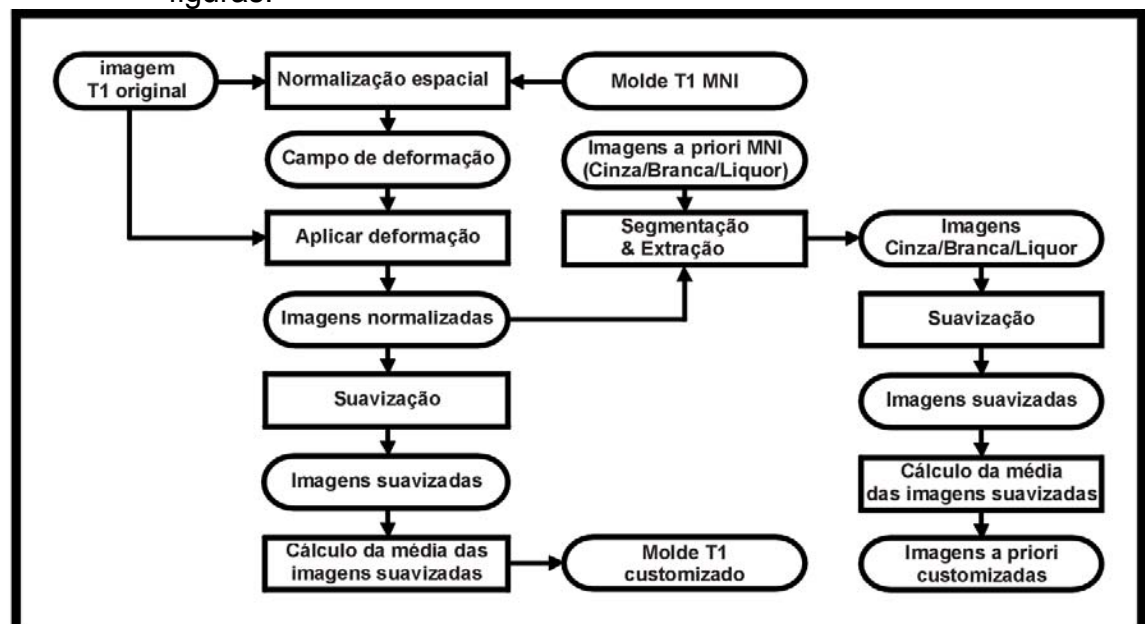 figuras.
imagem
T1 original
Normalização espacial
Molde T1 MNI
Campo de deformação
Imagens a priori MNI
(Cinza/Branca/Liquor)
Aplicar deformação
Segmentação
& Extração
Imagens
Cinza/Branca/Liquor
Imagens normalizadas
Suavização
Suavização
Imagens suavizadas
Imagens suavizadas
Cálculo da média
das imagens suavizadas
Cálculo da média das
imagens suavizadas
Molde T1
customizado
Imagens a priori
customizadas